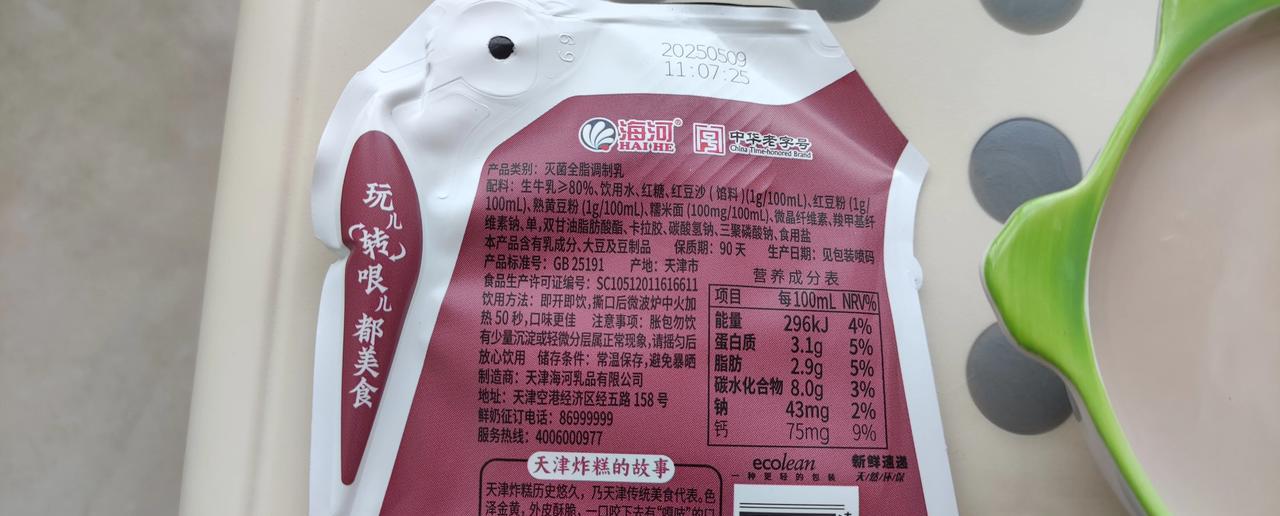 69
20250509
11:07:25
海河®
HAI HE
中华老字号
China Time-honored Brand
玩儿(转)哏儿都美食
产品类别：灭菌全脂调制乳
配料：生牛乳≥80%、饮用水、红糖、红豆沙(馅料)(1g/100mL)、红豆粉(1g/
100mL)、熟黄豆粉(1g/100mL)、糯米面(100mg/100mL)、微晶纤维素、羧甲基纤
维素钠、单,双甘油脂肪酸酯、卡拉胶、碳酸氢钠、三聚磷酸钠、食用盐
本产品含有乳成分、大豆及豆制品 保质期：90天 生产日期：见包装喷码
产品标准号：GB 25191 产地：天津市
食品生产许可证编号：SC10512011616611
饮用方法：即开即饮,撕口后微波炉中火加
热50秒,口味更佳 注意事项：胀包勿饮
有少量沉淀或轻微分层属正常现象,请摇匀后
放心饮用 储存条件：常温保存,避免暴晒
制造商：天津海河乳品有限公司
地址：天津空港经济区经五路158号
鲜奶征订电话：86999999
服务热线：4006000977
营养成分表
项目 每100mL NRV%
能量 296kJ 4%
蛋白质 3.1g 5%
脂肪 2.9g 5%
碳水化合物 8.0g 3%
钠 43mg 2%
钙 75mg 9%
天津炸糕的故事
天津炸糕历史悠久，乃天津传统美食代表。色
泽金黄，外皮酥脆，一口咬下去有“嘎吱”的口
ecolean
一种更轻的包装
新鲜速递
天/然/环/保